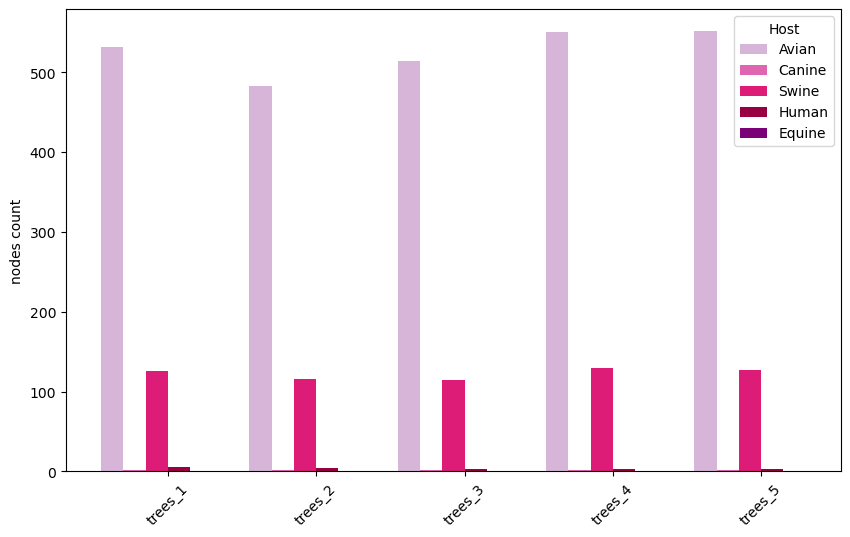 Host
Avian
Canine
Swine
Human
Equine
nodes count
500
400
300
200
100
0
trees_1
trees_2
trees_3
trees_4
trees_5